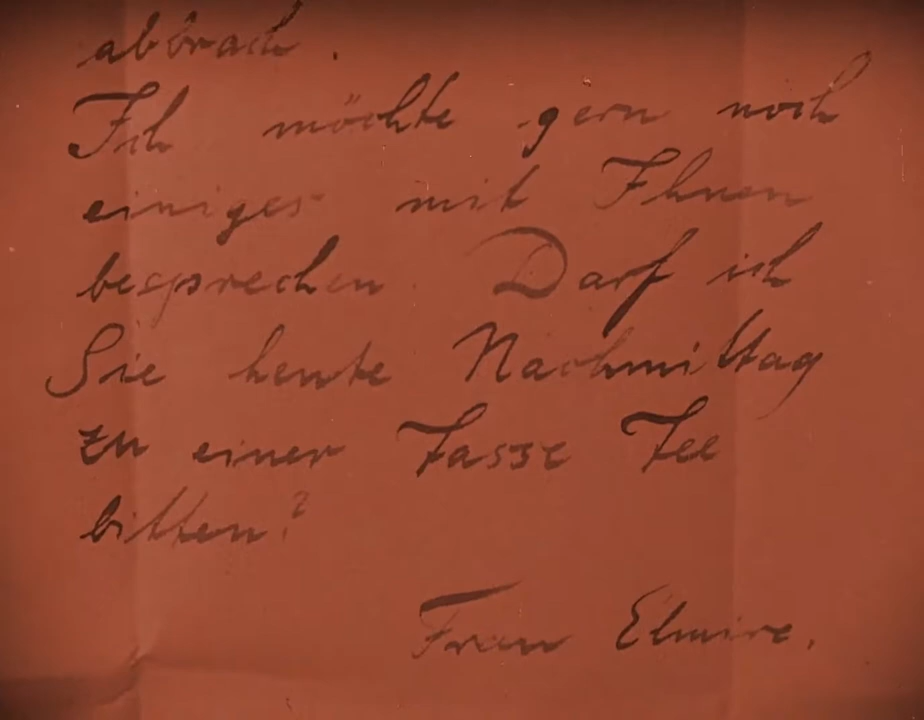 abbrach.
Ich möchte gern noch
einiges mit Ihnen
besprechen. Darf ich
Sie heute Nachmittag
zu einer Tasse Tee
bitten?
Frau Elmire.